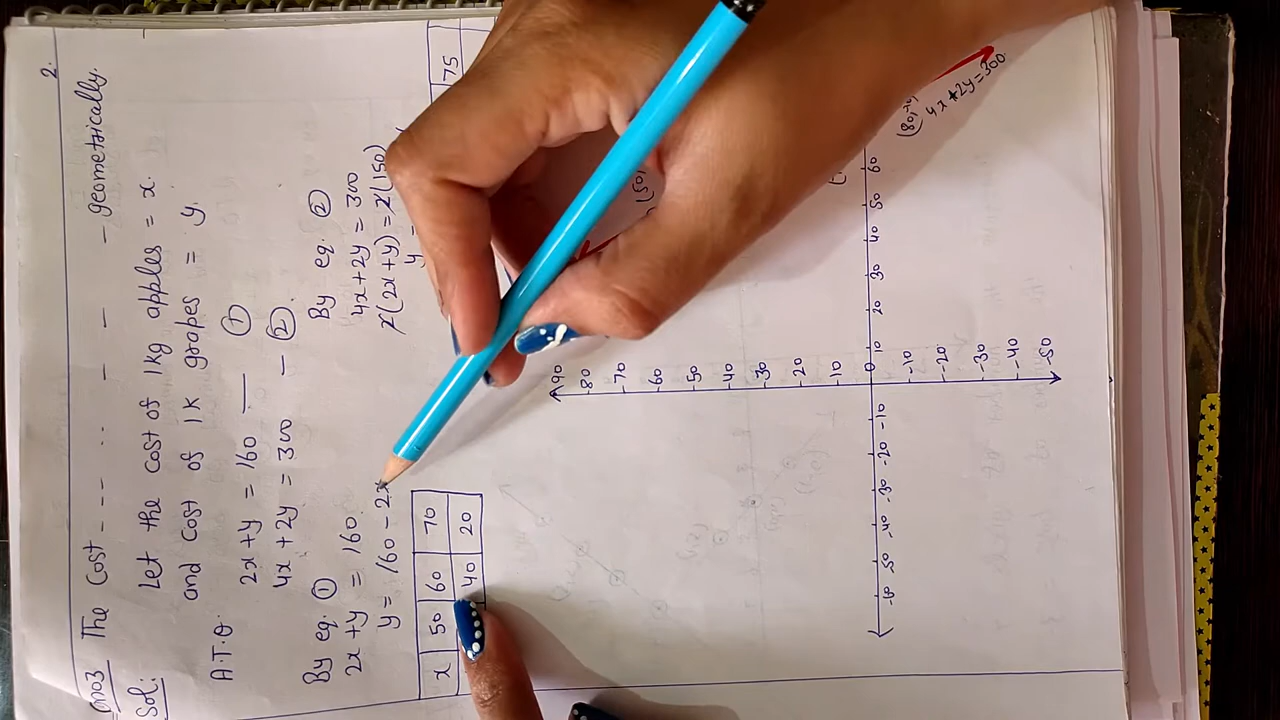 2.
The Cost - - - .. - - - geometrically.
Sol: Let the cost of 1kg apples = x.
and cost of 1K grapes = y.
A.T.Q. 2x+y = 160 — ①
4x+2y = 300 — ②.
By eq. ①
2x+y = 160.
y = 160-2x
x 50 60 70
40 20
By eq. ②
4x+2y = 300
2(2x+y) = 2(150)
y =
75
(50,
(80,
4x+2y=300.
90
80
70
60
50
40
30
20
10
0 10 20 30 40 50 60
-10 -20 -30 -40 -50
-10 -20 -30 -40 -50